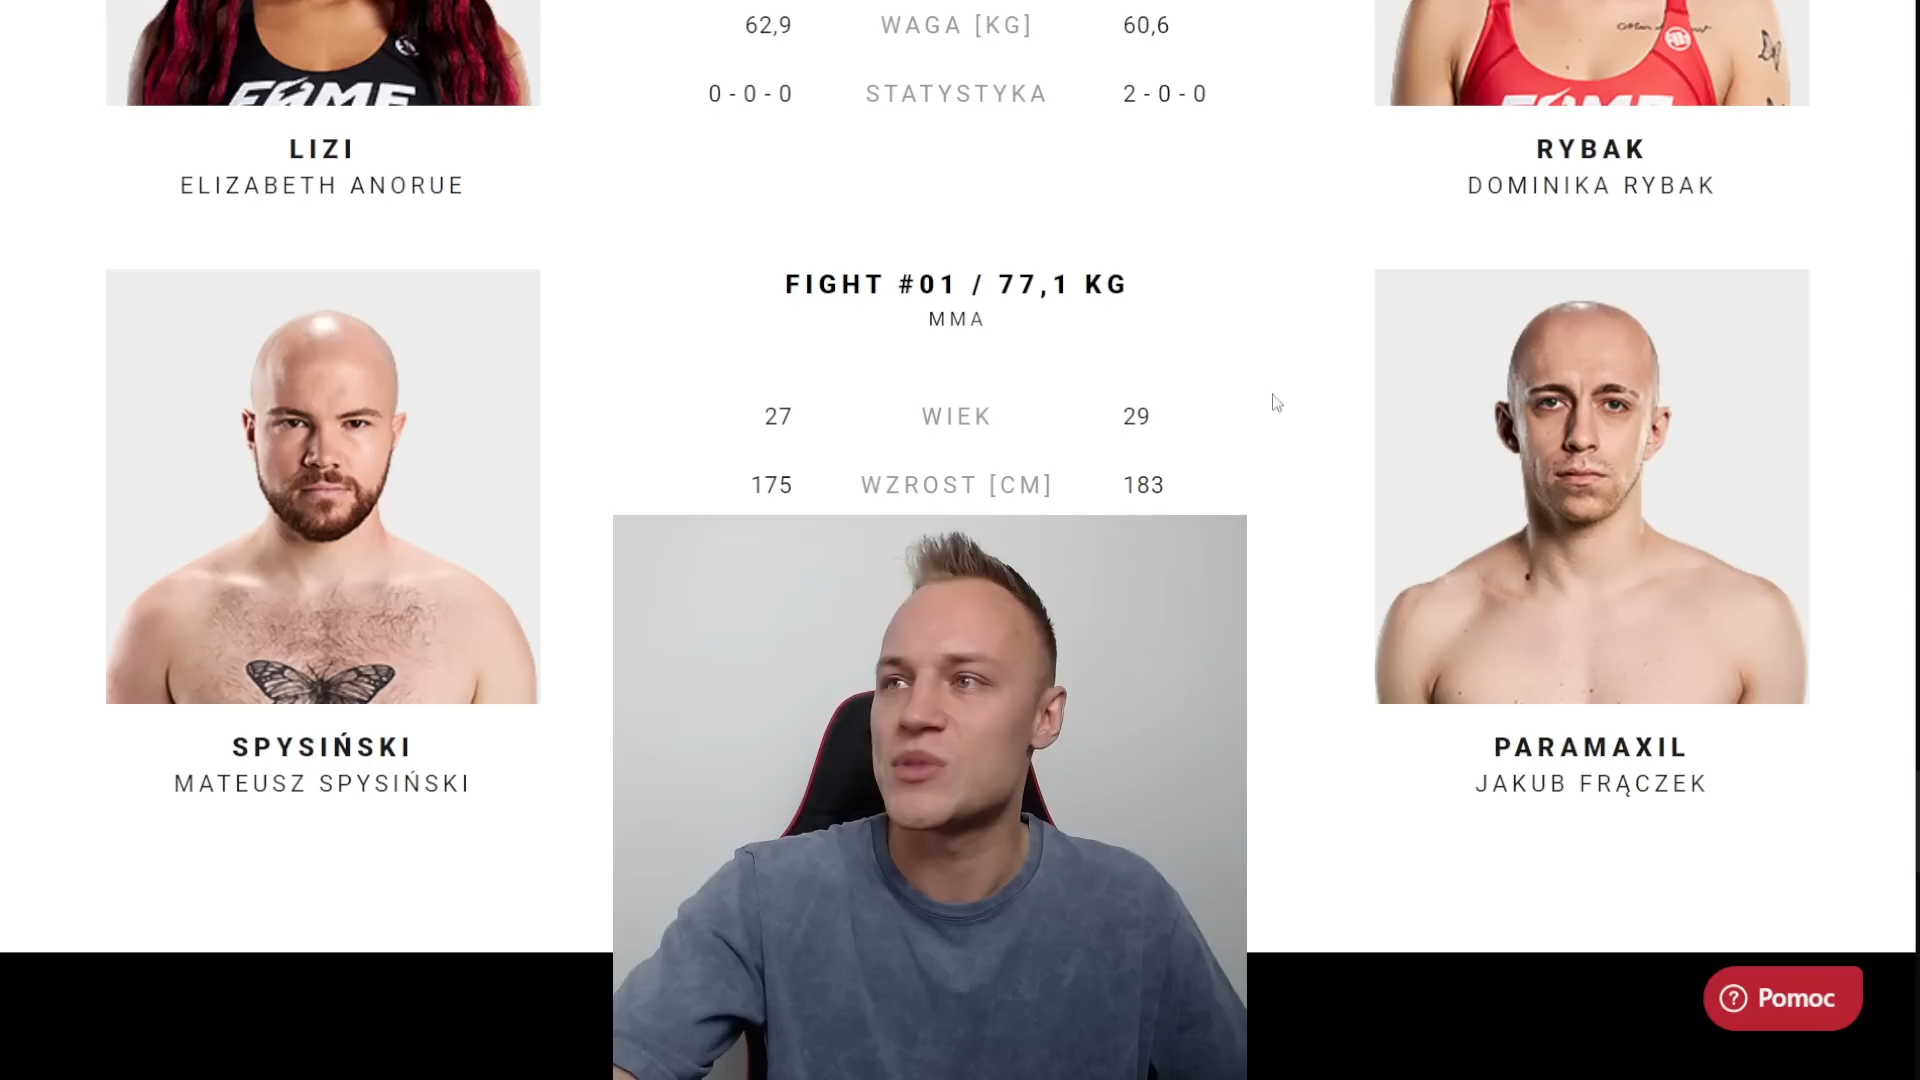 62,9 WAGA [KG] 60,6
0 - 0 - 0 STATYSTYKA 2 - 0 - 0
FAME
FAME
LIZI
ELIZABETH ANORUE
RYBAK
DOMINIKA RYBAK
FIGHT #01 / 77,1 KG
MMA
27 WIEK 29
175 WZROST [CM] 183
SPYSIŃSKI
MATEUSZ SPYSIŃSKI
PARAMAXIL
JAKUB FRĄCZEK
Pomoc